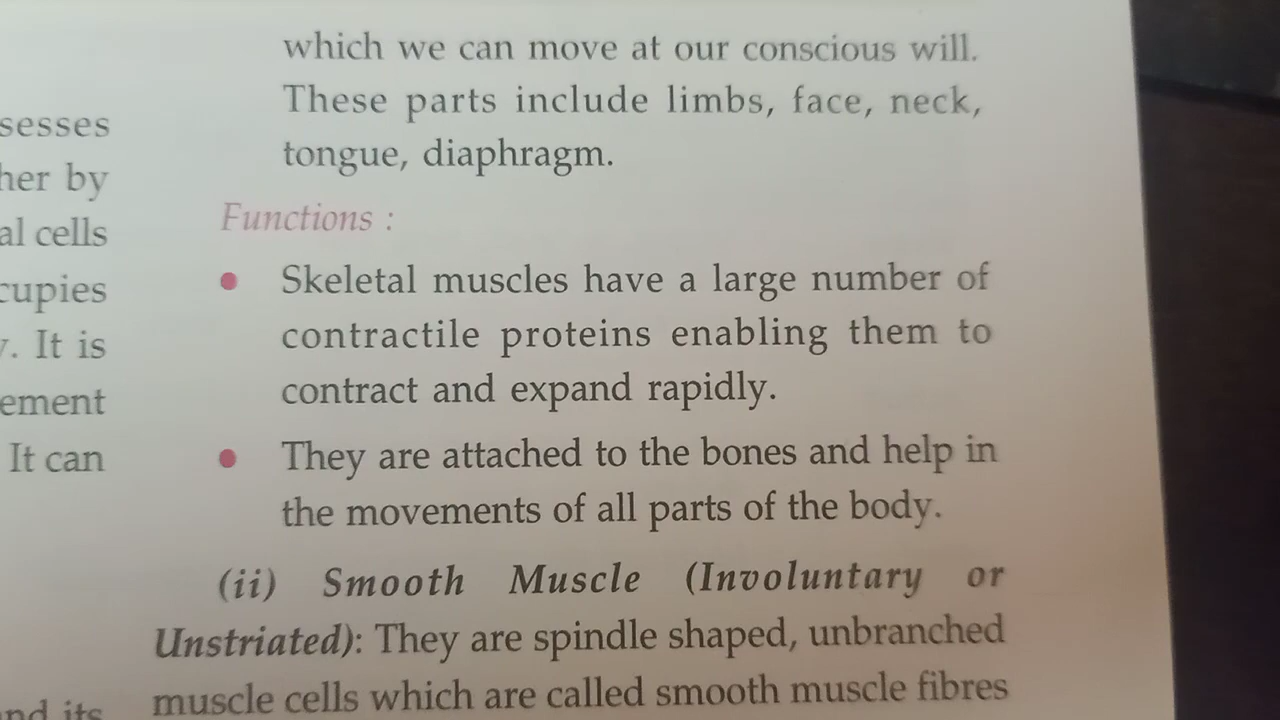 sesses
her by
al cells
cupies
. It is
ement
It can
nd its
which we can move at our conscious will.
These parts include limbs, face, neck,
tongue, diaphragm.
Functions :
• Skeletal muscles have a large number of
contractile proteins enabling them to
contract and expand rapidly.
• They are attached to the bones and help in
the movements of all parts of the body.
(ii) Smooth Muscle (Involuntary or
Unstriated): They are spindle shaped, unbranched
muscle cells which are called smooth muscle fibres